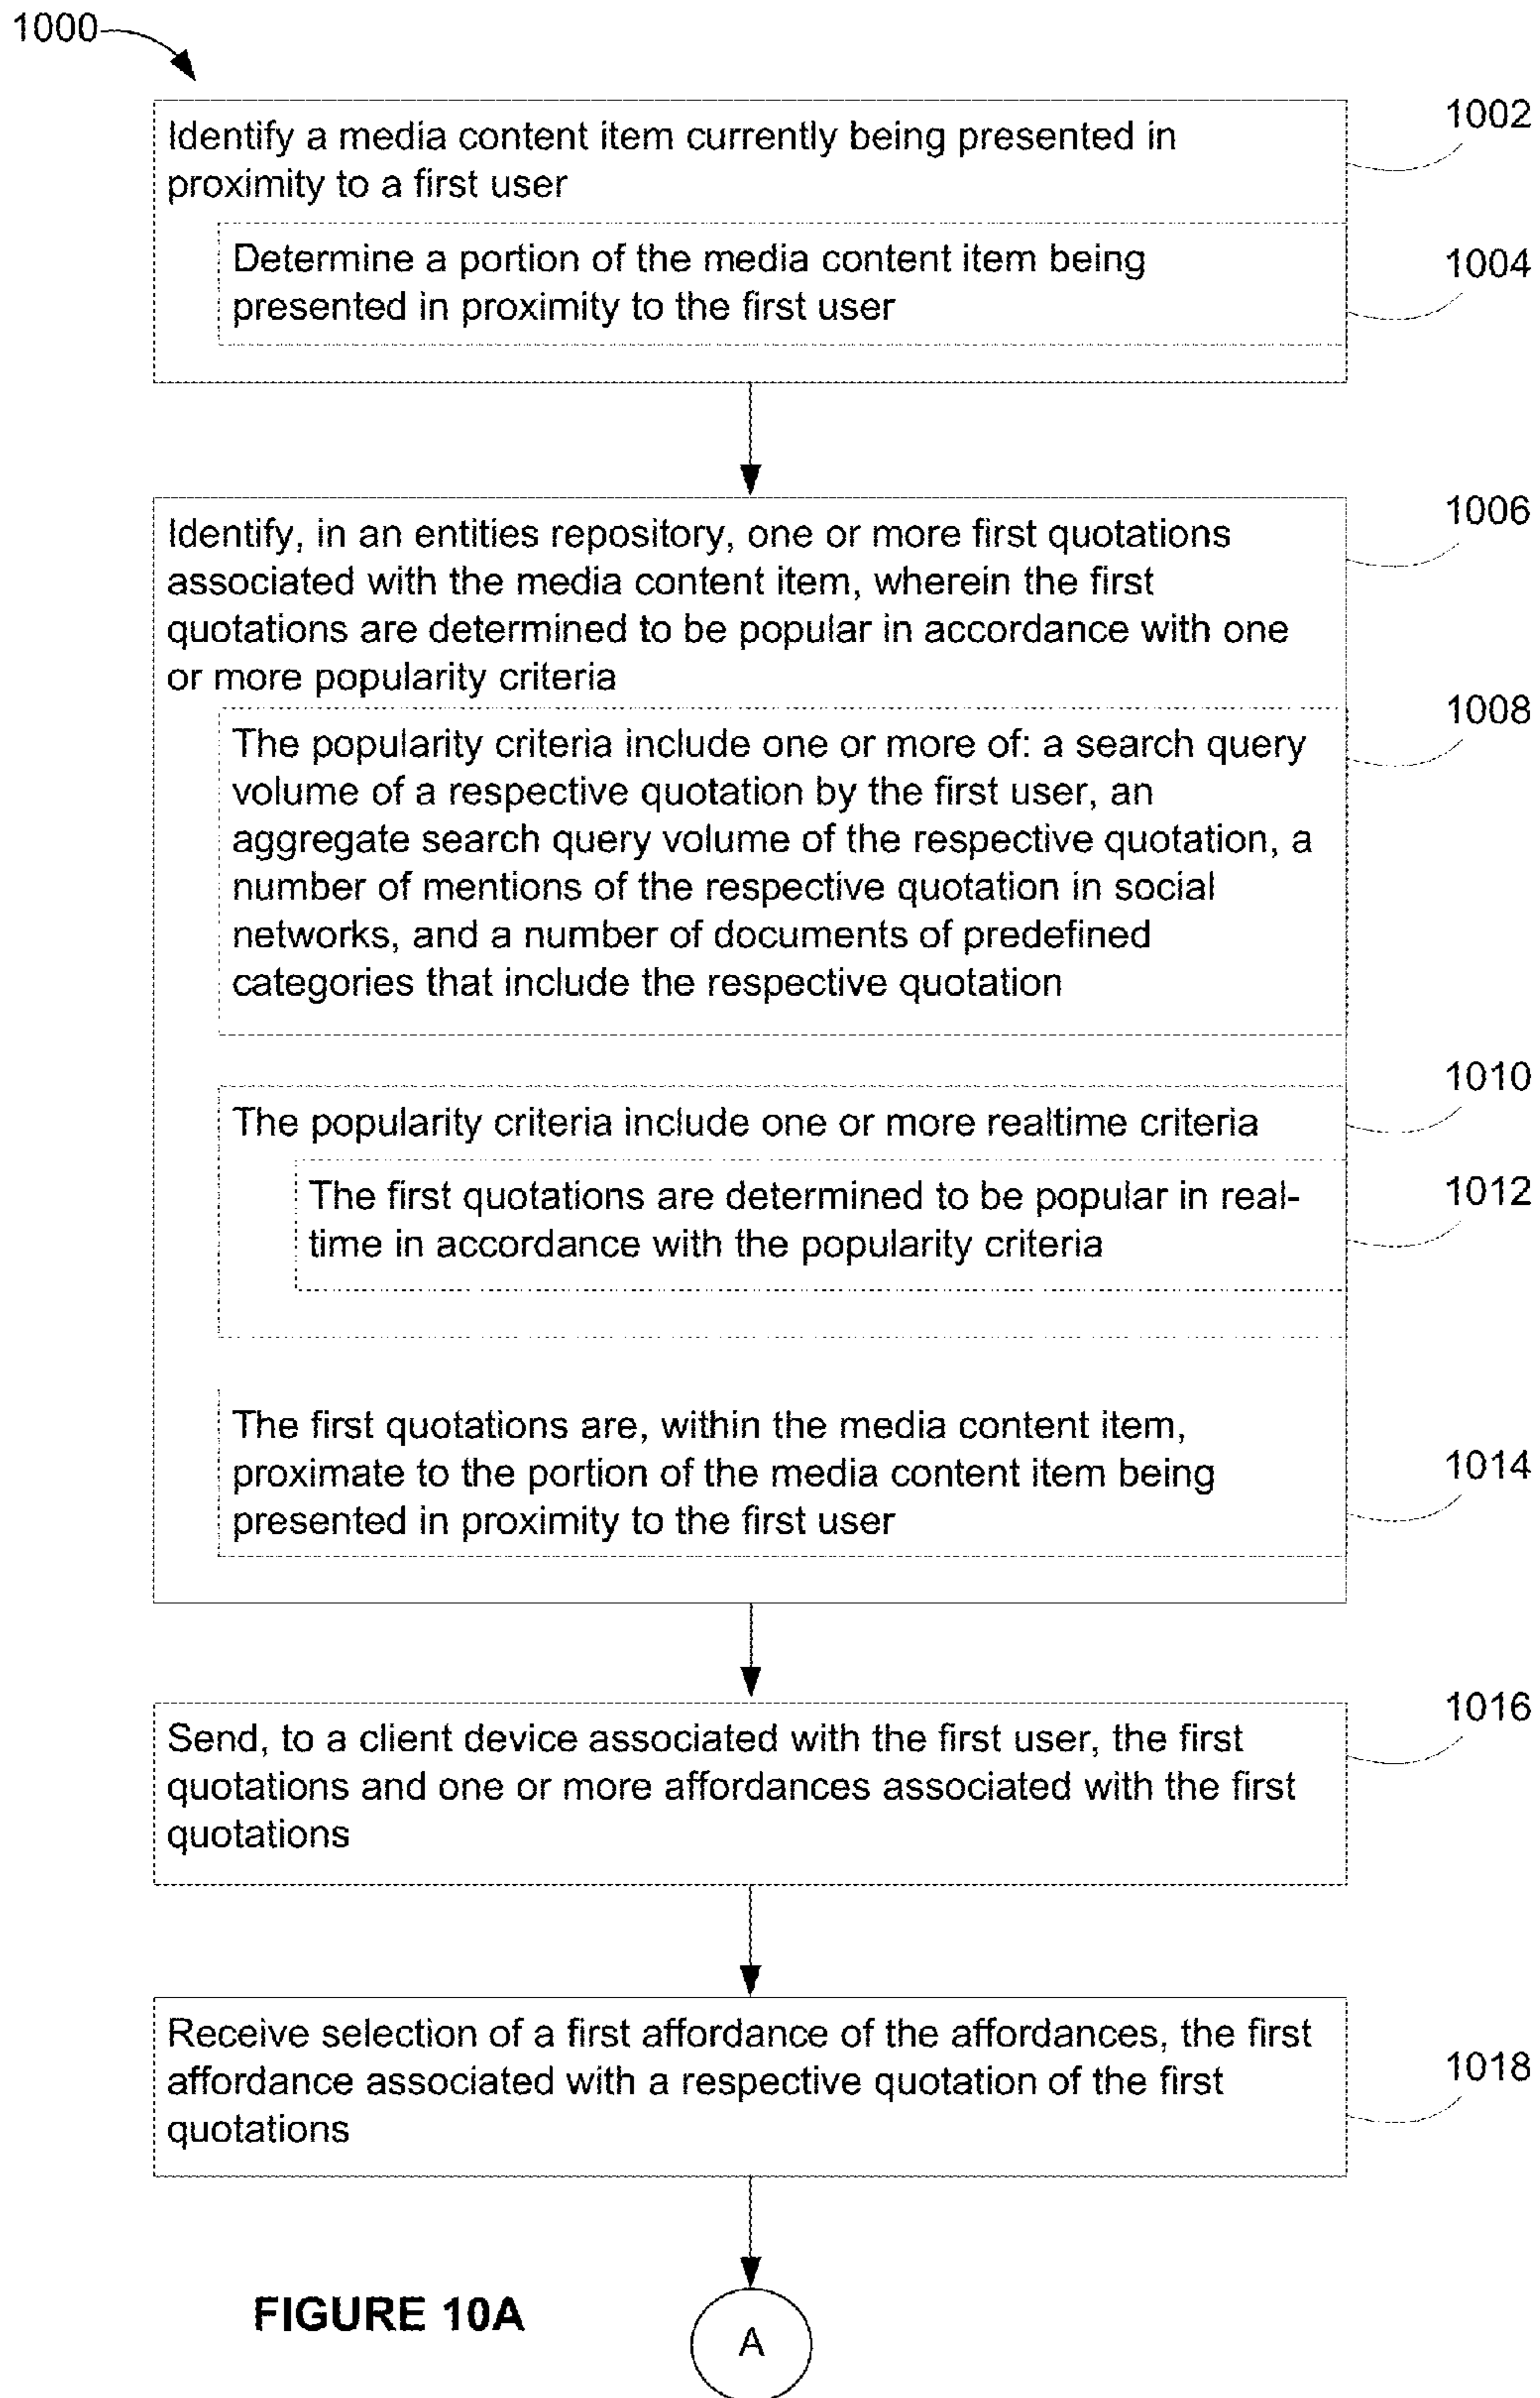 1000
1002
Identify a media content item currently being presented in
proximity to a first user
1004
Determine a portion of the media content item being
presented in proximity to the first user
1006
Identify, in an entities repository, one or more first quotations
associated with the media content item, wherein the first
quotations are determined to be popular in accordance with one
or more popularity criteria
1008
The popularity criteria include one or more of: a search query
volume of a respective quotation by the first user, an
aggregate search query volume of the respective quotation, a
number of mentions of the respective quotation in social
networks, and a number of documents of predefined
categories that include the respective quotation
1010
The popularity criteria include one or more realtime criteria
1012
The first quotations are determined to be popular in real-
time in accordance with the popularity criteria
The first quotations are, within the media content item,
1014
proximate to the portion of the media content item being
presented in proximity to the first user
1016
Send, to a client device associated with the first user, the first
quotations and one or more affordances associated with the first
quotations
Receive selection of a first affordance of the affordances, the first
1018
affordance associated with a respective quotation of the first
quotations
FIGURE 10A
A